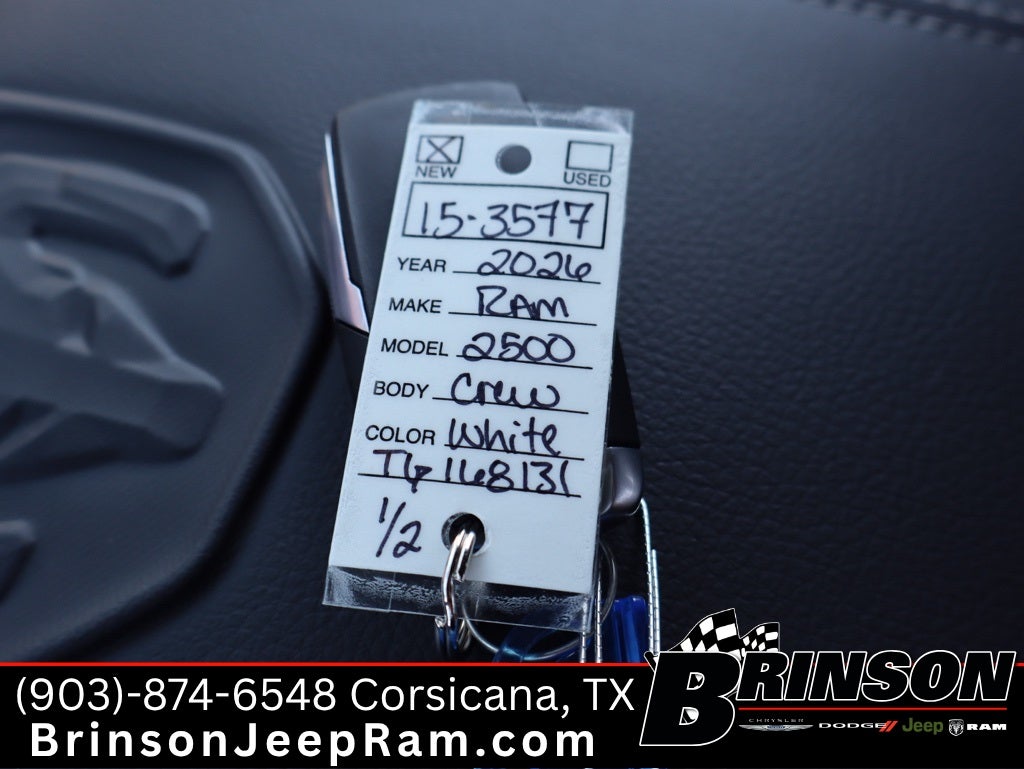 NEW
USED
15-3577
YEAR 2026
MAKE RAM
MODEL 2500
BODY Crew
COLOR White
TG168131
1/2
(903)-874-6548 Corsicana, TX
BrinsonJeepRam.com
BRINSON
CHRYSLER DODGE Jeep RAM